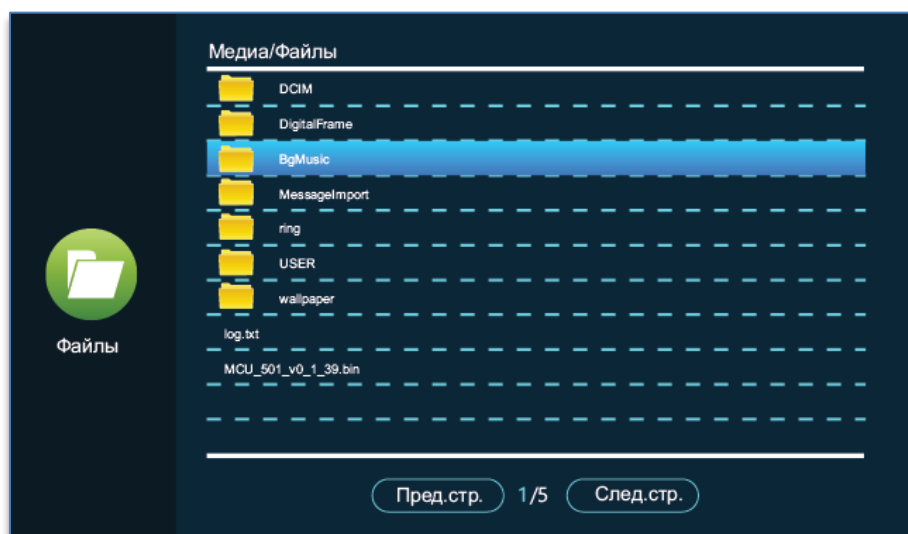 Медиа/Файлы
DCIM
DigitalFrame
BgMusic
MessageImport
ring
USER
wallpaper
log.txt
MCU_501_v0_1_39.bin
Файлы
Пред.стр. 1/5 След.стр.